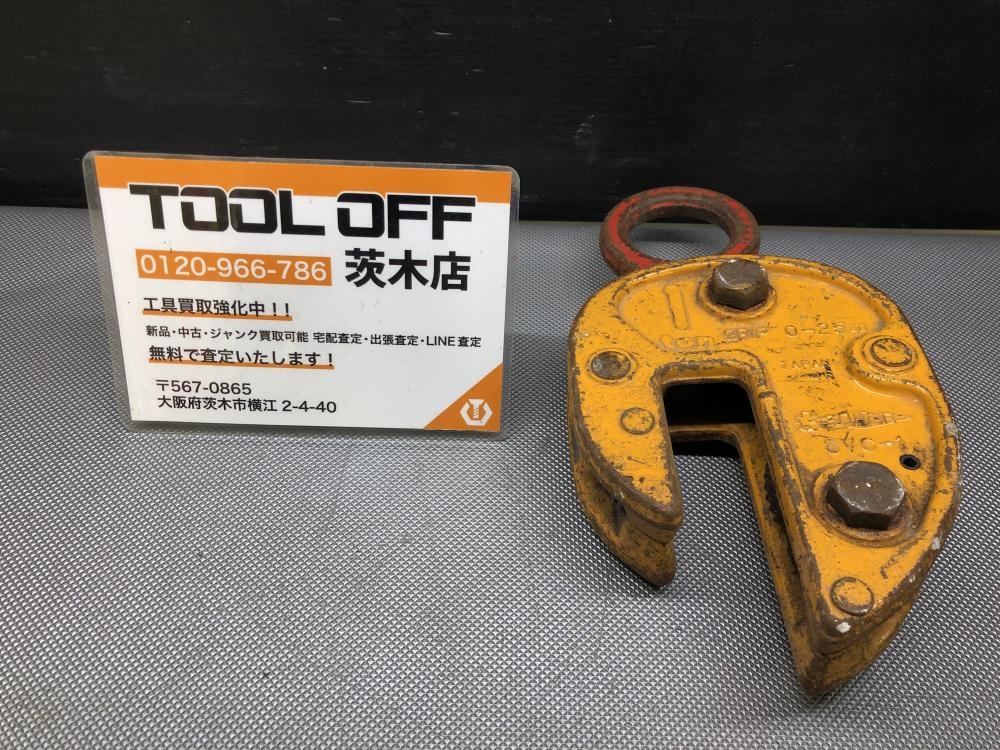 TOOL OFF
0120-966-786 茨木店
工具買取強化中！！
新品・中古・ジャンク買取可能 宅配査定・出張査定・LINE査定
無料で査定いたします！
〒567-0865
大阪府茨木市横江 2-4-40
1
0-25
JAPAN